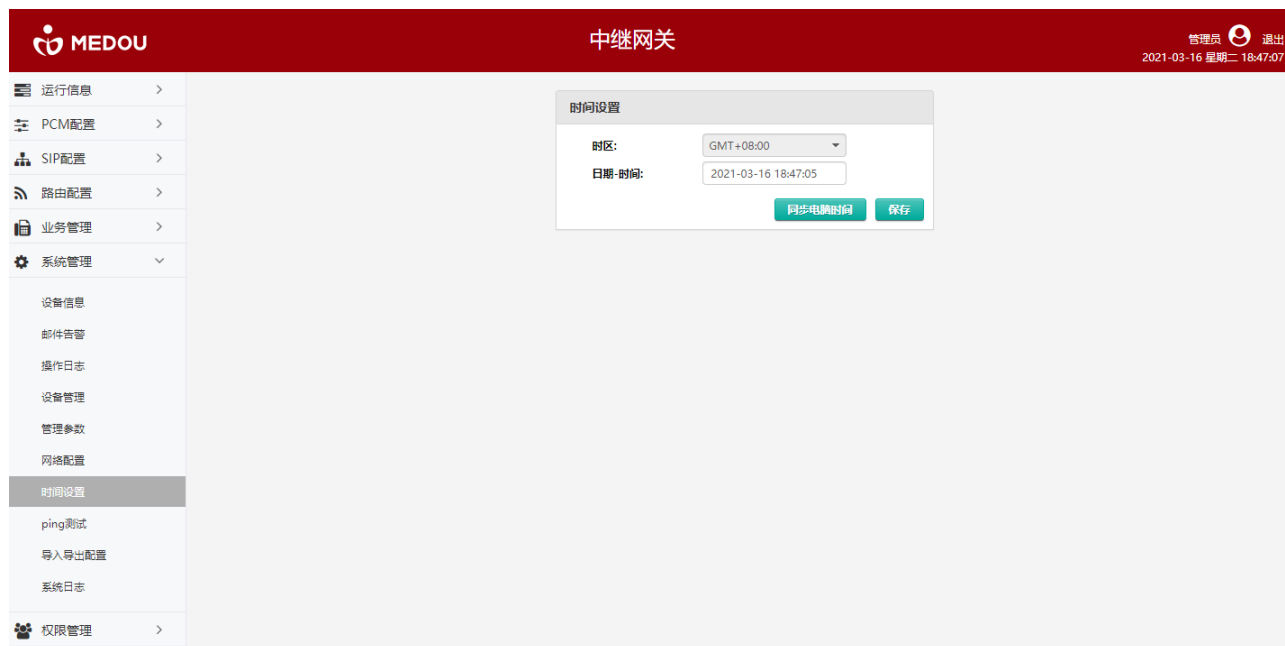 MEDOU
中继网关
管理员 退出
2021-03-16 星期二 18:47:07
运行信息
PCM配置
SIP配置
路由配置
业务管理
系统管理
设备信息
邮件告警
操作日志
设备管理
管理参数
网络配置
时间设置
ping测试
导入导出配置
系统日志
权限管理
时间设置
时区: GMT+08:00
日期-时间: 2021-03-16 18:47:05
同步电脑时间 保存